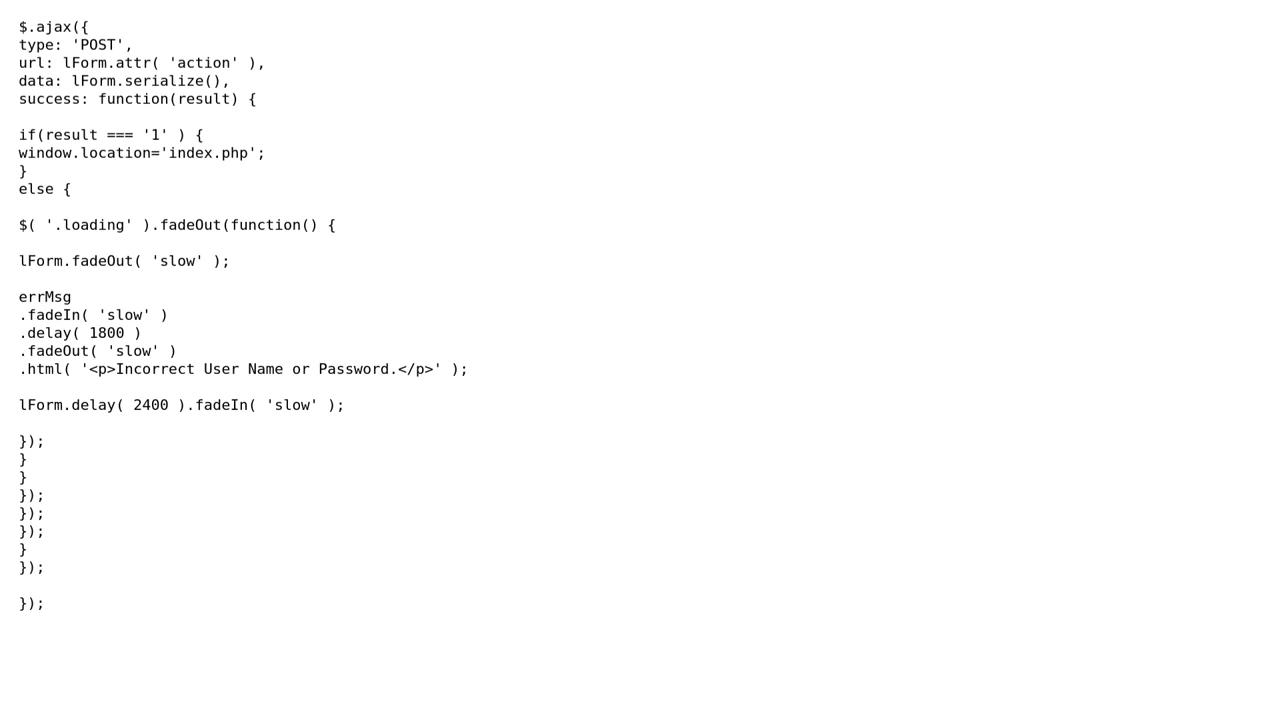 $.ajax({
type: 'POST',
url: lForm.attr( 'action' ),
data: lForm.serialize(),
success: function(result) {
if(result === '1' ) {
window.location='index.php';
}
else {
$( '.loading' ).fadeOut(function() {
lForm.fadeOut( 'slow' );
errMsg
.fadeIn( 'slow' )
.delay( 1800 )
.fadeOut( 'slow' )
.html( '<p>Incorrect User Name or Password.</p>' );
lForm.delay( 2400 ).fadeIn( 'slow' );
});
}
}
});
});
});
}
});
});